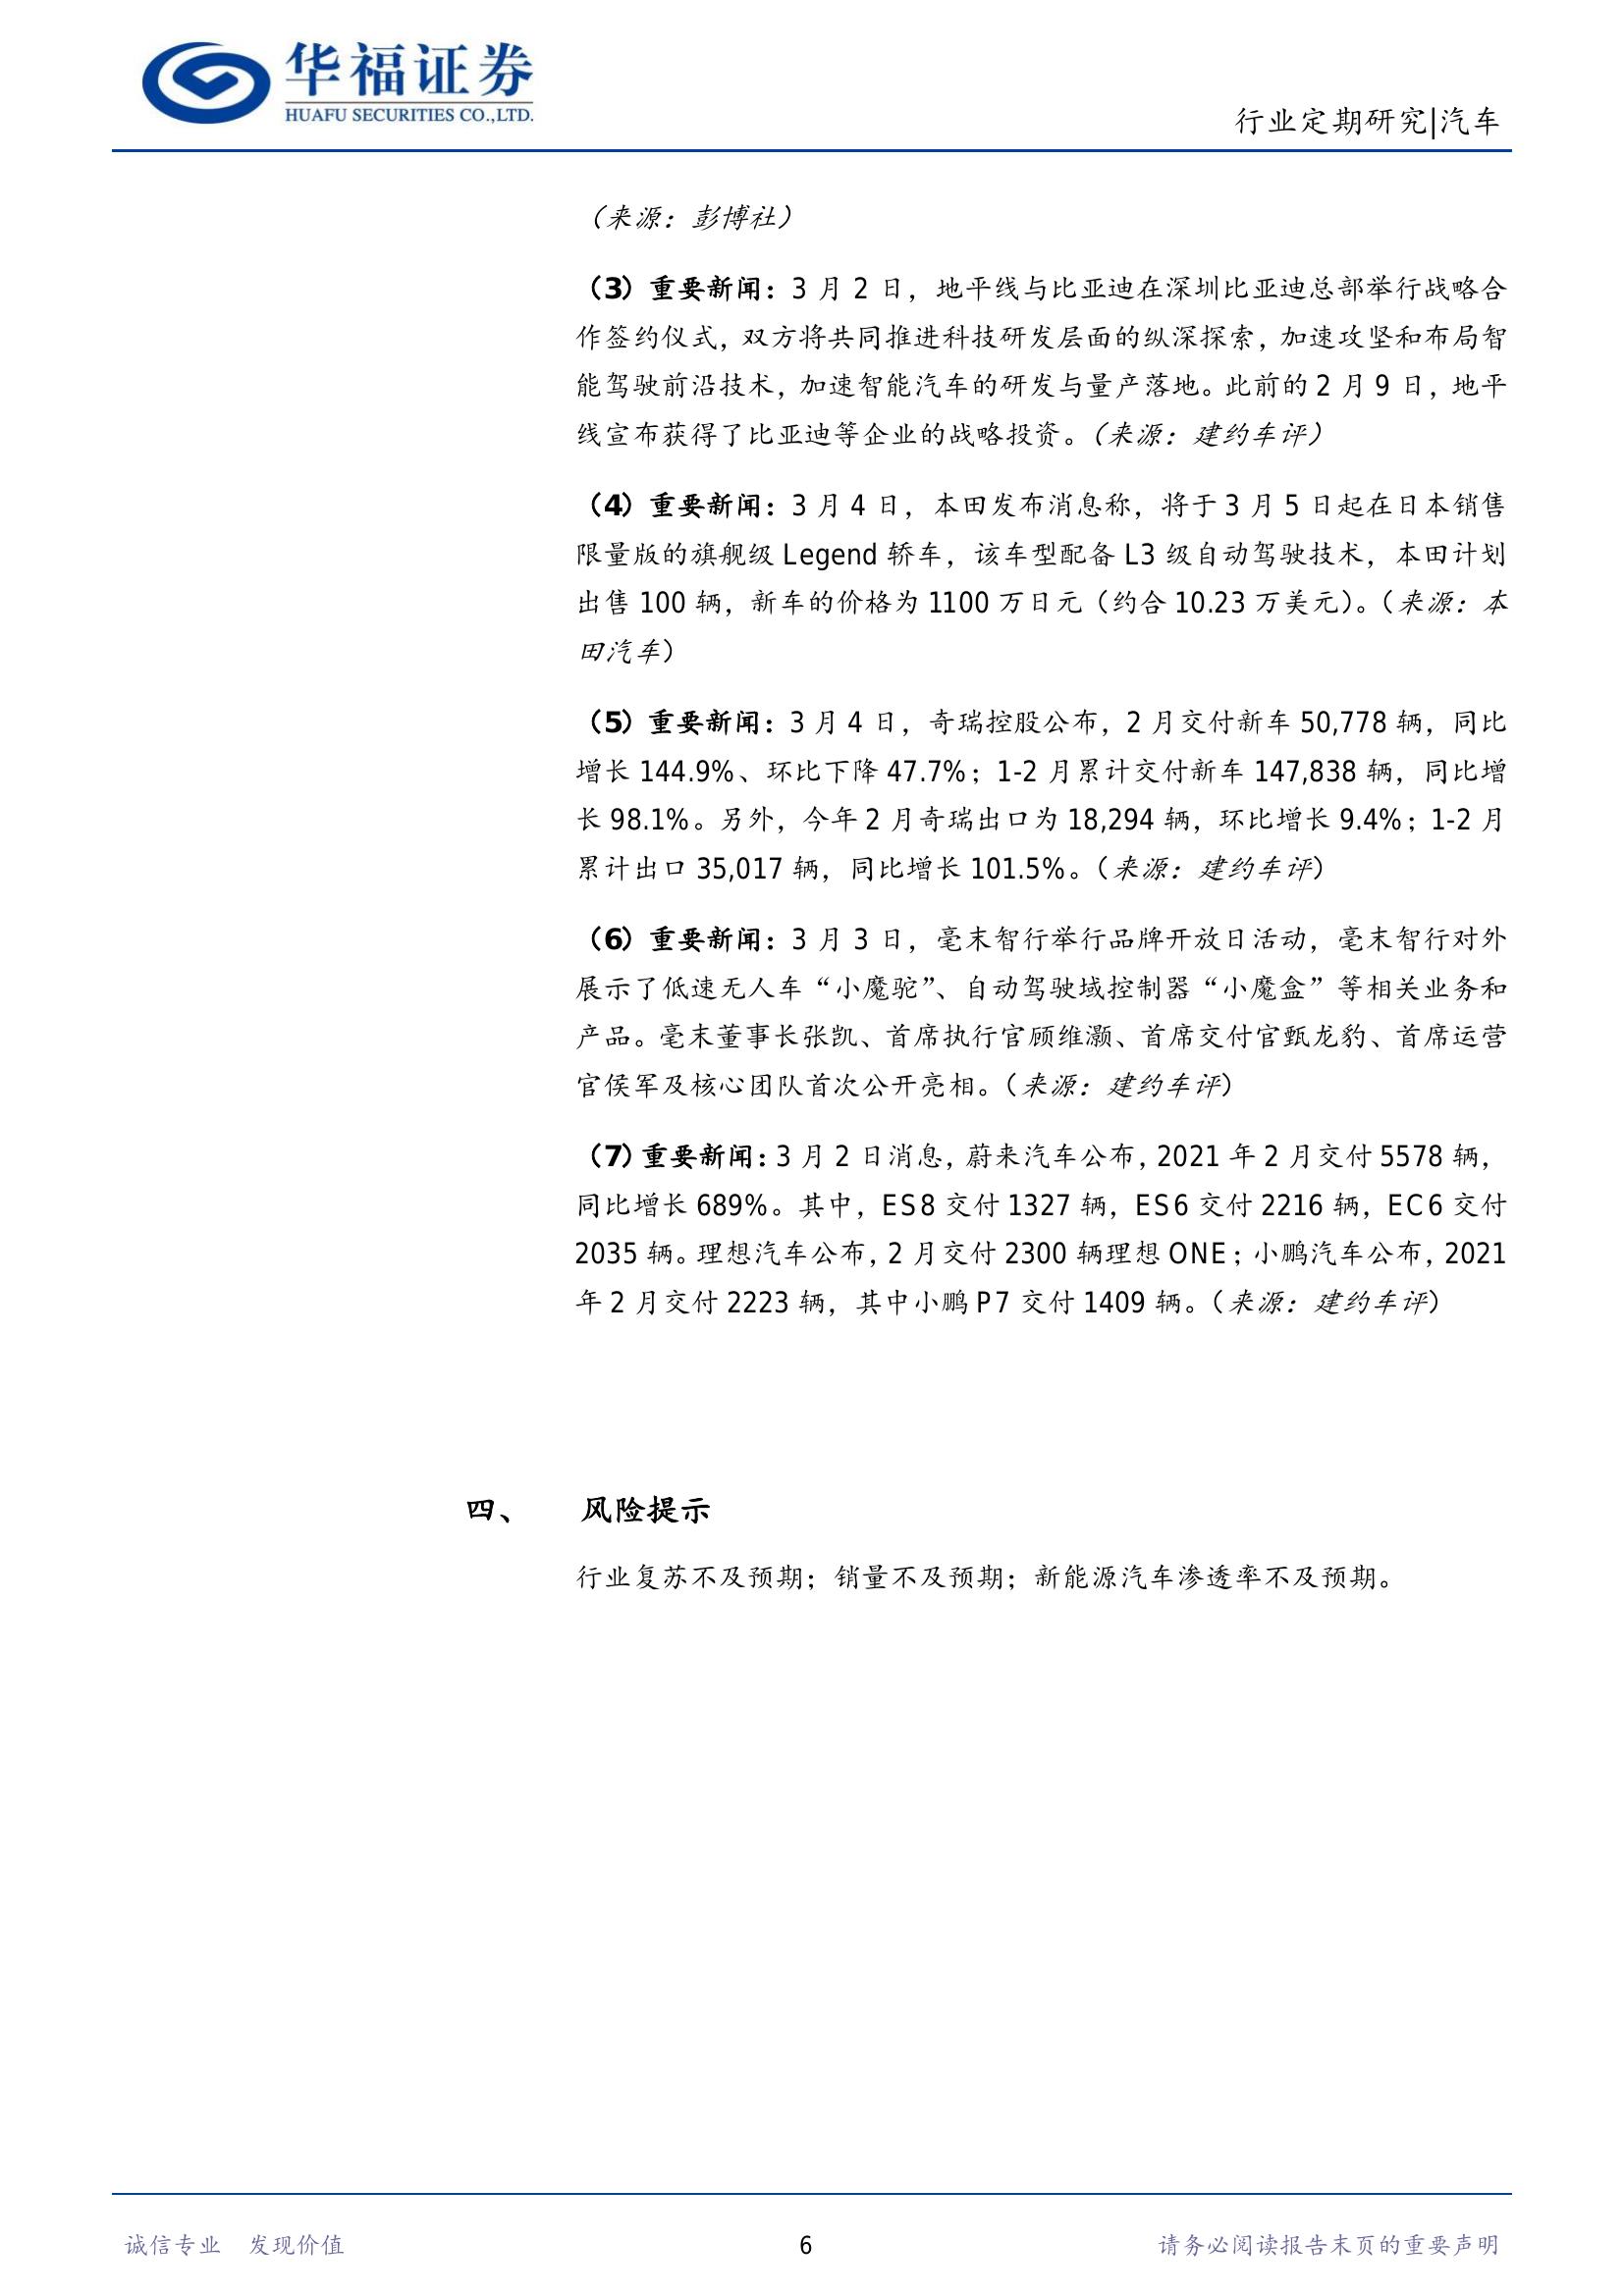 华福证券
HUAFU SECURITIES CO.,LTD.
行业定期研究|汽车
（来源：彭博社）
（3）重要新闻：3 月 2 日，地平线与比亚迪在深圳比亚迪总部举行战略合
作签约仪式，双方将共同推进科技研发层面的纵深探索，加速攻坚和布局智
能驾驶前沿技术，加速智能汽车的研发与量产落地。此前的 2 月 9 日，地平
线宣布获得了比亚迪等企业的战略投资。（来源：建约车评）
（4）重要新闻：3 月 4 日，本田发布消息称，将于 3 月 5 日起在日本销售
限量版的旗舰级 Legend 轿车，该车型配备 L3 级自动驾驶技术，本田计划
出售 100 辆，新车的价格为 1100 万日元（约合 10.23 万美元）。（来源：本
田汽车）
（5）重要新闻：3 月 4 日，奇瑞控股公布，2 月交付新车 50,778 辆，同比
增长 144.9%、环比下降 47.7%；1-2 月累计交付新车 147,838 辆，同比增
长 98.1%。另外，今年 2 月奇瑞出口为 18,294 辆，环比增长 9.4%；1-2 月
累计出口 35,017 辆，同比增长 101.5%。（来源：建约车评）
（6）重要新闻：3 月 3 日，毫末智行举行品牌开放日活动，毫末智行对外
展示了低速无人车“小魔驼”、自动驾驶域控制器“小魔盒”等相关业务和
产品。毫末董事长张凯、首席执行官顾维灏、首席交付官甄龙豹、首席运营
官侯军及核心团队首次公开亮相。（来源：建约车评）
（7）重要新闻：3 月 2 日消息，蔚来汽车公布，2021 年 2 月交付 5578 辆，
同比增长 689%。其中，ES8 交付 1327 辆，ES6 交付 2216 辆，EC6 交付
2035 辆。理想汽车公布，2 月交付 2300 辆理想 ONE；小鹏汽车公布，2021
年 2 月交付 2223 辆，其中小鹏 P7 交付 1409 辆。（来源：建约车评）
四、 风险提示
行业复苏不及预期；销量不及预期；新能源汽车渗透率不及预期。
诚信专业 发现价值 6 请务必阅读报告末页的重要声明